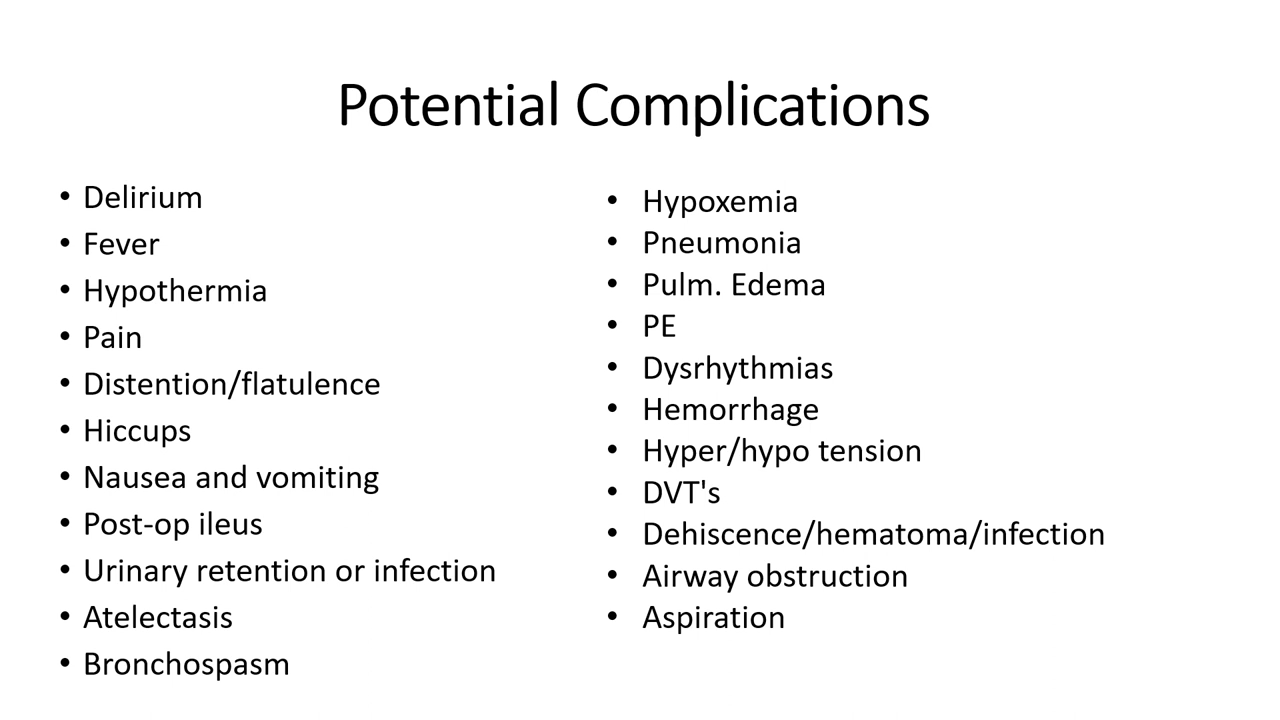 Potential Complications
• Delirium
• Fever
• Hypothermia
• Pain
• Distention/flatulence
• Hiccups
• Nausea and vomiting
• Post-op ileus
• Urinary retention or infection
• Atelectasis
• Bronchospasm
• Hypoxemia
• Pneumonia
• Pulm. Edema
• PE
• Dysrhythmias
• Hemorrhage
• Hyper/hypo tension
• DVT's
• Dehiscence/hematoma/infection
• Airway obstruction
• Aspiration